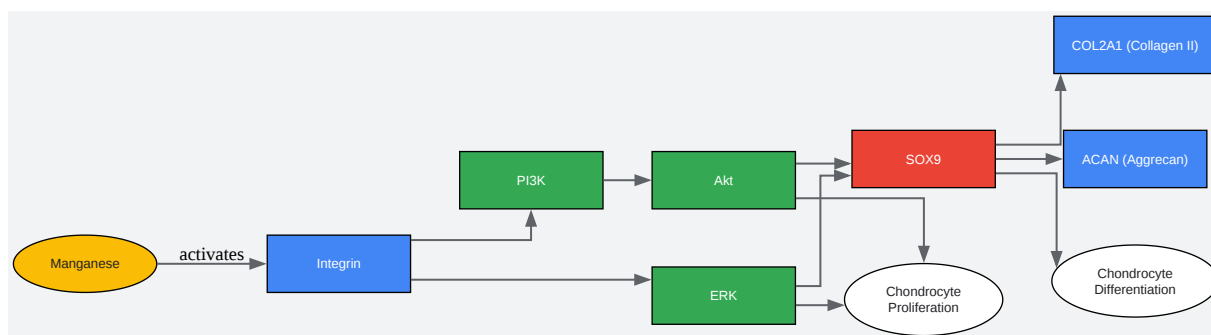 COL2A1 (Collagen II)
SOX9
ACAN (Aggrecan)
PI3K
Akt
activates
Manganese
Integrin
ERK
Chondrocyte
Proliferation
Chondrocyte
Differentiation